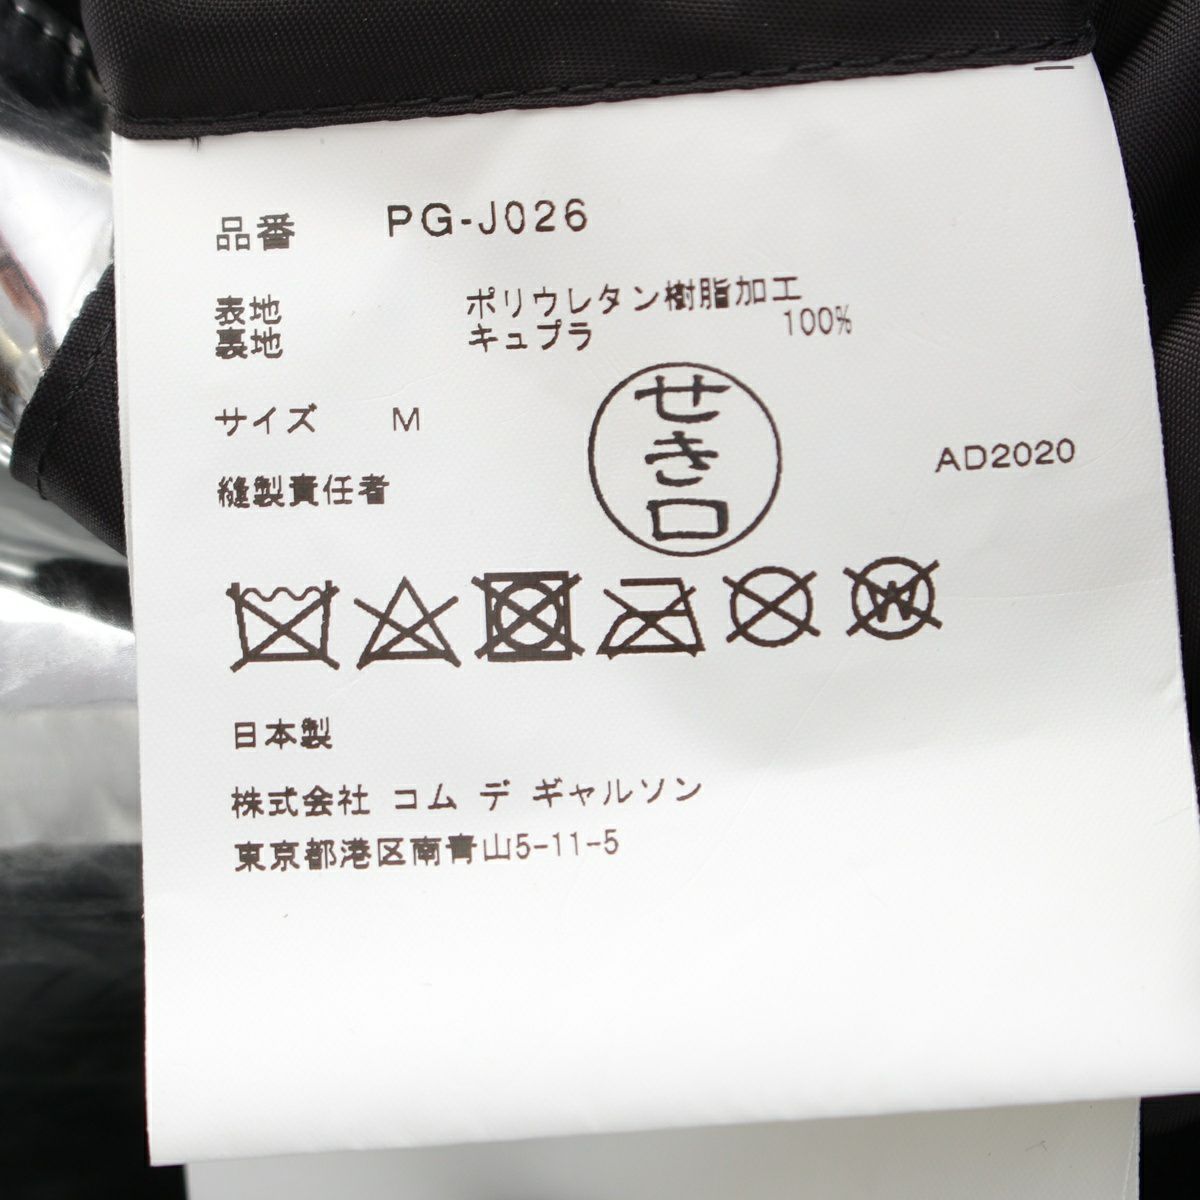 品番 PG-J026
表地 ポリウレタン樹脂加工
裏地 キュプラ 100%
サイズ M
せき口
AD2020
縫製責任者
W
日本製
株式会社 コム デ ギャルソン
東京都港区南青山5-11-5